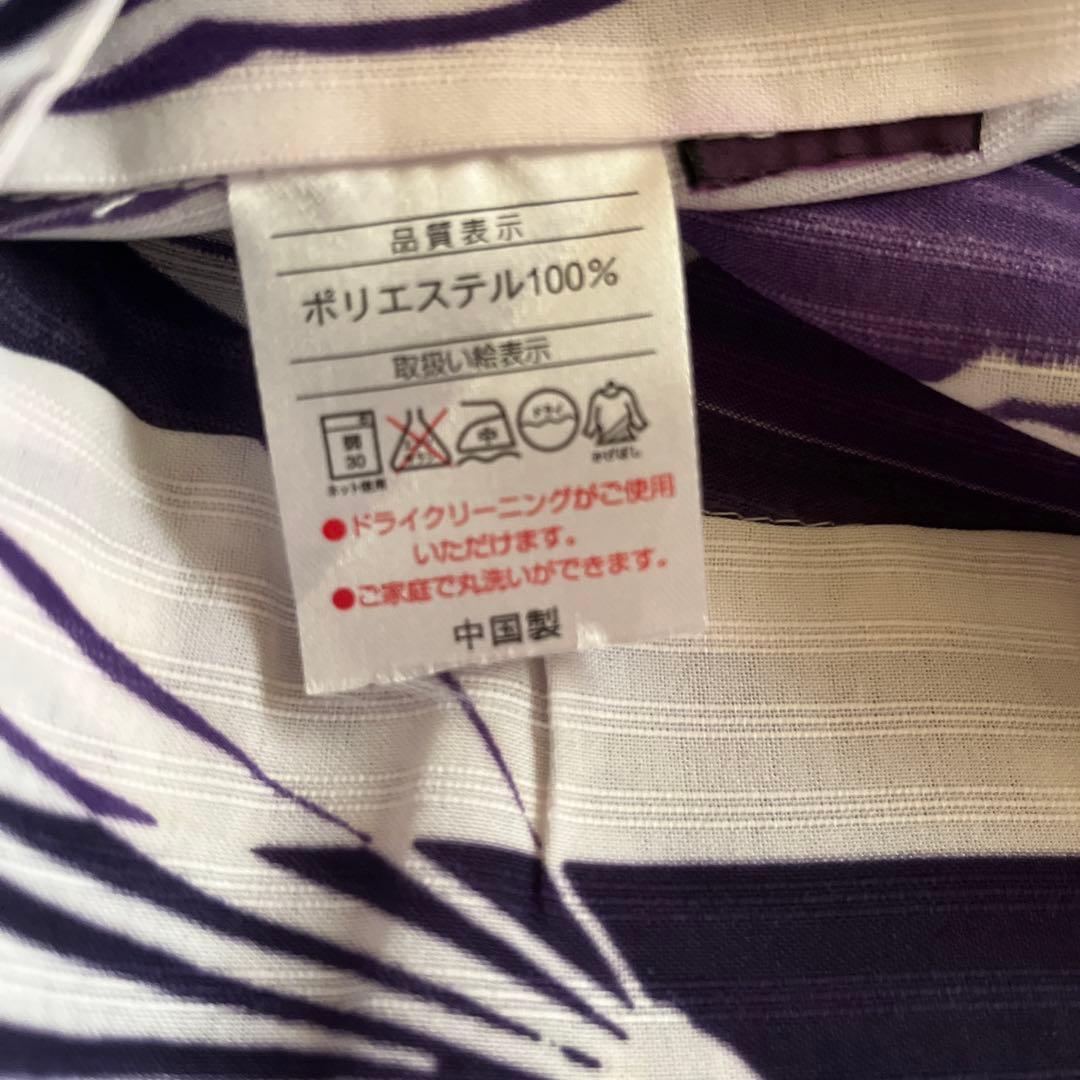 品質表示
ポリエステル100%
取扱い絵表示
弱 中 ドライ
30
ネット使用 かげぼし
●ドライクリーニングがご使用
いただけます。
●ご家庭で丸洗いができます。
中国製